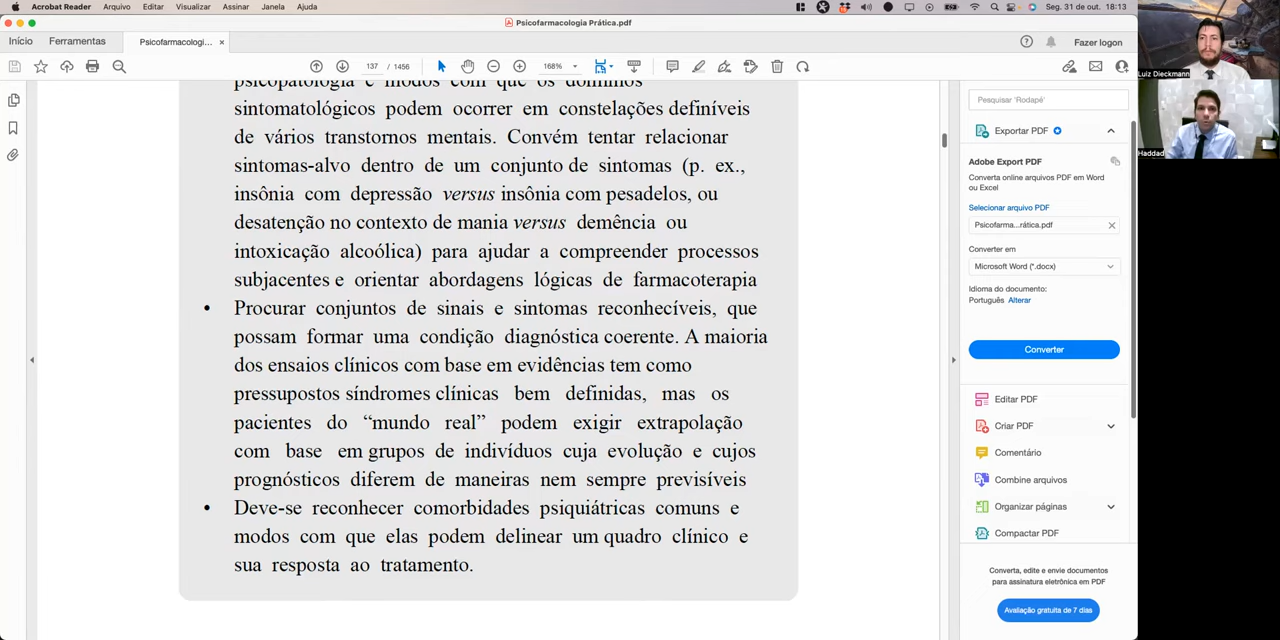 Acrobat Reader Arquivo Editar Visualizar Assinar Janela Ajuda
Seg. 31 de out. 18:13
Psicofarmacologia Prática.pdf
Início Ferramentas Psicofarmacologi... × Fazer logon
137 / 1456 168%
psicopatologia e modos com que os domínios
sintomatológicos podem ocorrer em constelações definíveis
de vários transtornos mentais. Convém tentar relacionar
sintomas-alvo dentro de um conjunto de sintomas (p. ex.,
insônia com depressão versus insônia com pesadelos, ou
desatenção no contexto de mania versus demência ou
intoxicação alcoólica) para ajudar a compreender processos
subjacentes e orientar abordagens lógicas de farmacoterapia
• Procurar conjuntos de sinais e sintomas reconhecíveis, que
possam formar uma condição diagnóstica coerente. A maioria
dos ensaios clínicos com base em evidências tem como
pressupostos síndromes clínicas bem definidas, mas os
pacientes do “mundo real” podem exigir extrapolação
com base em grupos de indivíduos cuja evolução e cujos
prognósticos diferem de maneiras nem sempre previsíveis
• Deve-se reconhecer comorbidades psiquiátricas comuns e
modos com que elas podem delinear um quadro clínico e
sua resposta ao tratamento.
Pesquisar 'Rodapé'
Exportar PDF
Adobe Export PDF
Converta online arquivos PDF em Word
ou Excel
Selecionar arquivo PDF
Psicofarma...rática.pdf
Converter em
Microsoft Word (*.docx)
Idioma do documento:
Português Alterar
Converter
Editar PDF
Criar PDF
Comentário
Combine arquivos
Organizar páginas
Compactar PDF
Converta, edite e envie documentos
para assinatura eletrônica em PDF
Avaliação gratuita de 7 dias
Luiz Dieckmann
Haddad